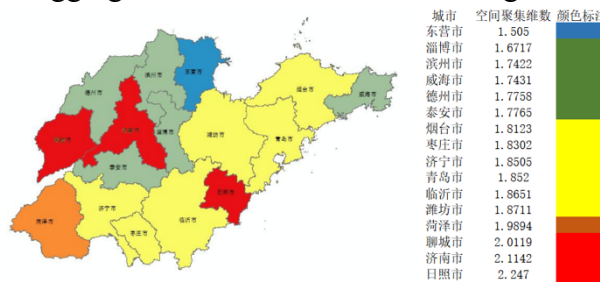 城市 空间聚集维数 颜色标注
东营市 1.505
淄博市 1.6717
滨州市 1.7422
威海市 1.7431
德州市 1.7758
泰安市 1.7765
烟台市 1.8123
枣庄市 1.8302
济宁市 1.8505
青岛市 1.852
临沂市 1.8651
潍坊市 1.8711
菏泽市 1.9894
聊城市 2.0119
济南市 2.1142
日照市 2.247
滨州市
东营市
德州市
烟台市
威海市
淄博市
潍坊市
青岛市
泰安市
日照市
济宁市
菏泽市
临沂市
枣庄市